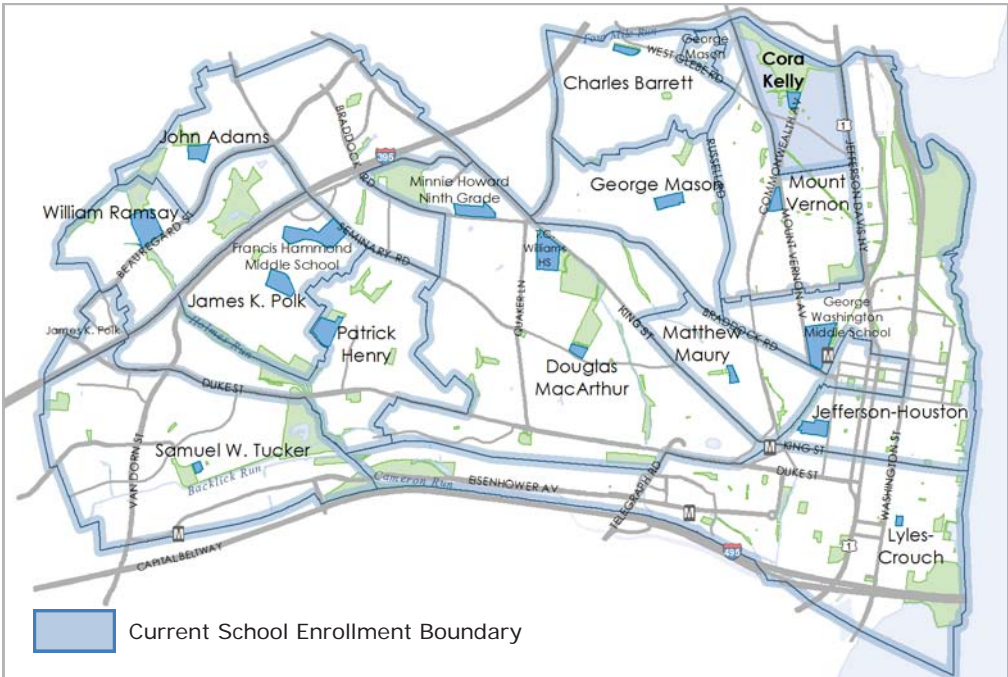 Four Mile Run
George
Mason
WEST GLEBE RD
Cora
Kelly
Charles Barrett
COMMONWEALTH AV
1
JEFFERSON DAVIS HY
John Adams
BRADDOCK RD
395
Minnie Howard
Ninth Grade
RUSSELL RD
George Mason
Mount
Vernon
MOUNT VERNON AV
William Ramsay
BEAUREGARD ST
Francis Hammond
Middle School
SEMINARY RD
T.C.
Williams
HS
James K. Polk
James K. Polk
Holmes Run
Patrick
Henry
QUAKER LN
KING ST
BRADDOCK RD
George
Washington
Middle School
M
Matthew
Maury
Douglas
MacArthur
DUKE ST
Jefferson-Houston
Samuel W. Tucker
VAN DORN ST
Backlick Run
Cameron Run
EISENHOWER AV
TELEGRAPH RD
M
KING ST
DUKE ST
WASHINGTON ST
M
M
CAPITAL BELTWAY
495
1
Lyles-
Crouch
Current School Enrollment Boundary